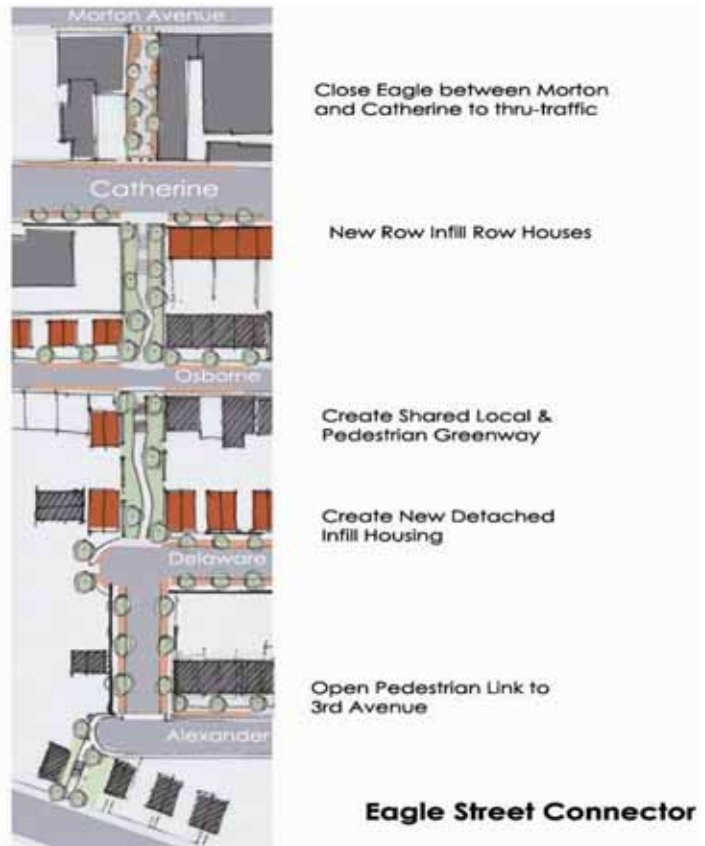 Morton Avenue
Close Eagle between Morton
and Catherine to thru-traffic
Catherine
New Row Infill Row Houses
Osborne
Create Shared Local &
Pedestrian Greenway
Create New Detached
Infill Housing
Delaware
Open Pedestrian Link to
3rd Avenue
Alexander
Eagle Street Connector